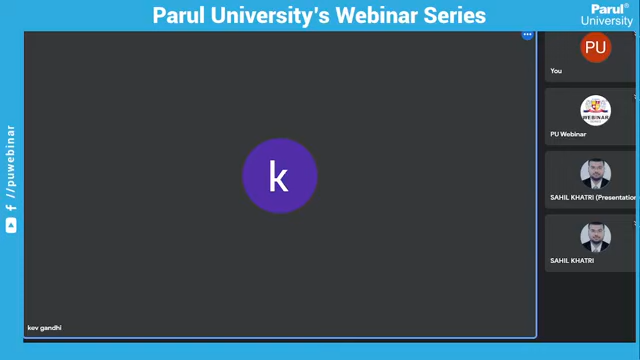 Parul University's Webinar Series
Parul®
University
//puwebinar
k
kev gandhi
PU
You
WEBINAR
PU Webinar
SAHIL KHATRI (Presentation
SAHIL KHATRI